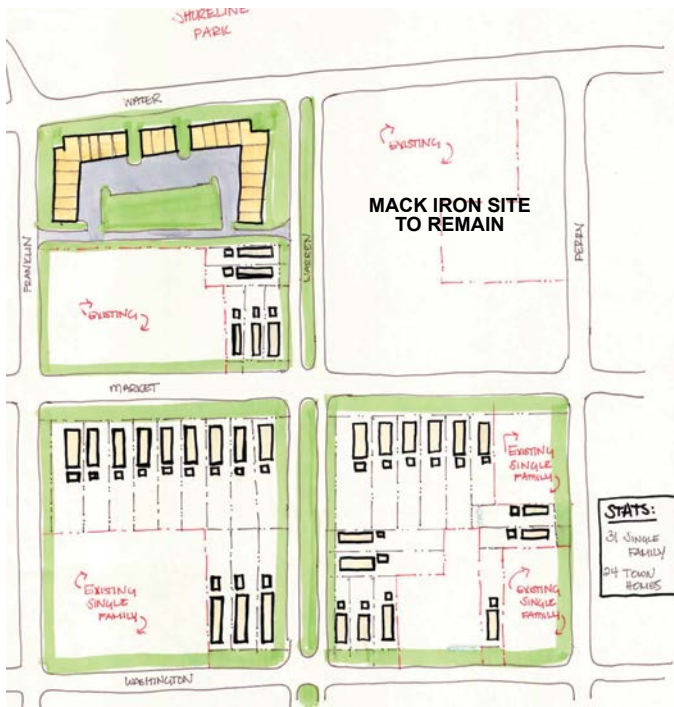 SHORELINE
PARK
WATER
EXISTING
MACK IRON SITE
TO REMAIN
FRANKLIN
WARREN
PERRY
EXISTING
MARKET
EXISTING
SINGLE
FAMILY
STATS:
31 SINGLE
FAMILY
24 TOWN
HOMES
EXISTING
SINGLE
FAMILY
EXISTING
SINGLE
FAMILY
WASHINGTON